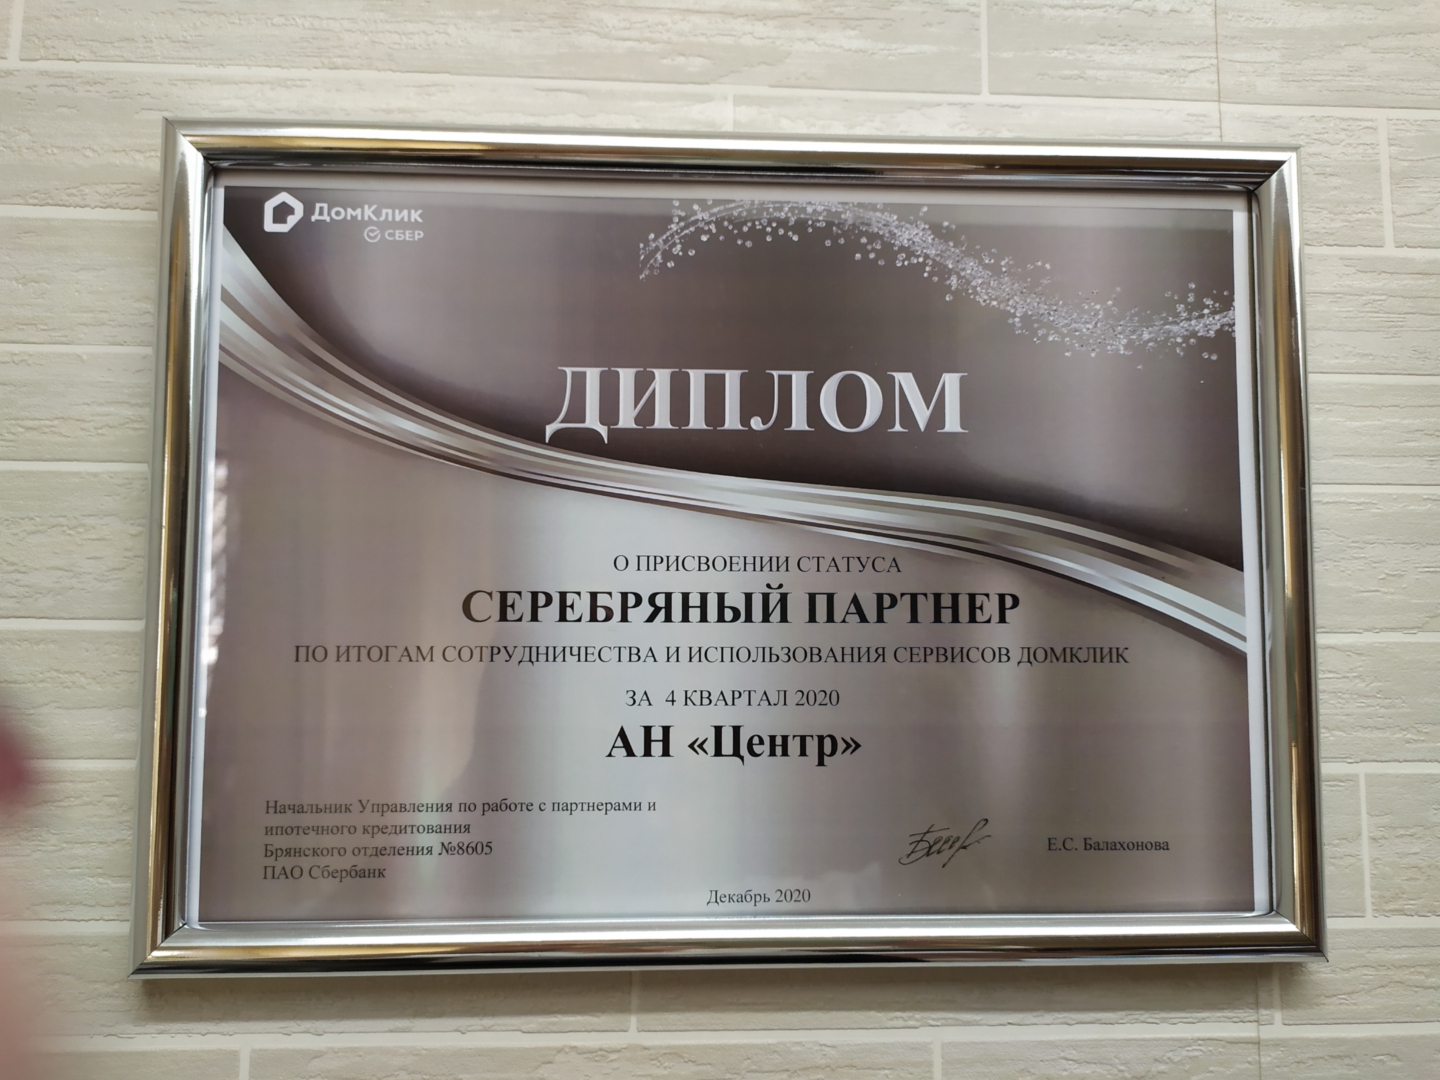 ДомКлик
СБЕР
ДИПЛОМ
О ПРИСВОЕНИИ СТАТУСА
СЕРЕБРЯНЫЙ ПАРТНЕР
ПО ИТОГАМ СОТРУДНИЧЕСТВА И ИСПОЛЬЗОВАНИЯ СЕРВИСОВ ДОМКЛИК
ЗА 4 КВАРТАЛ 2020
АН «Центр»
Начальник Управления по работе с партнерами и
ипотечного кредитования
Брянского отделения №8605
ПАО Сбербанк
Е.С. Балахонова
Декабрь 2020